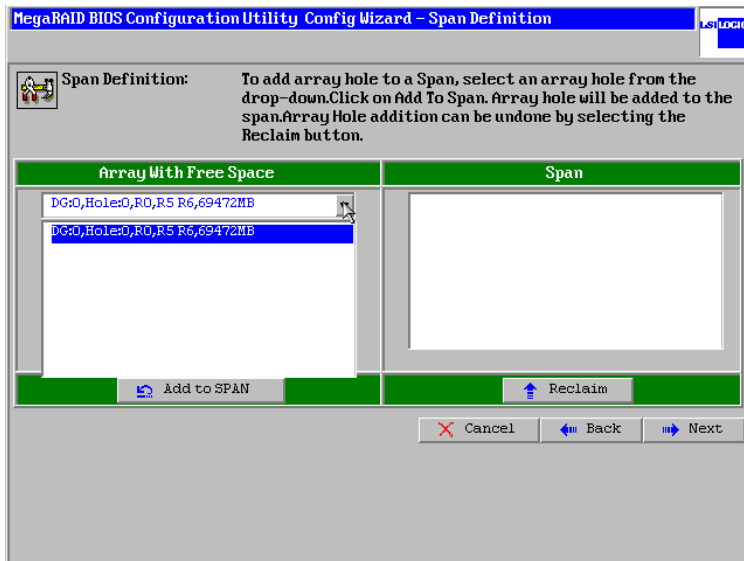 MegaRAID BIOS Configuration Utility Config Wizard - Span Definition
LSI LOGIC
Span Definition:
To add array hole to a Span, select an array hole from the
drop-down.Click on Add To Span. Array hole will be added to the
span.Array Hole addition can be undone by selecting the
Reclaim button.
Array With Free Space
Span
DG:0,Hole:0,R0,R5 R6,69472MB
DG:0,Hole:0,R0,R5 R6,69472MB
Add to SPAN
Reclaim
Cancel
Back
Next